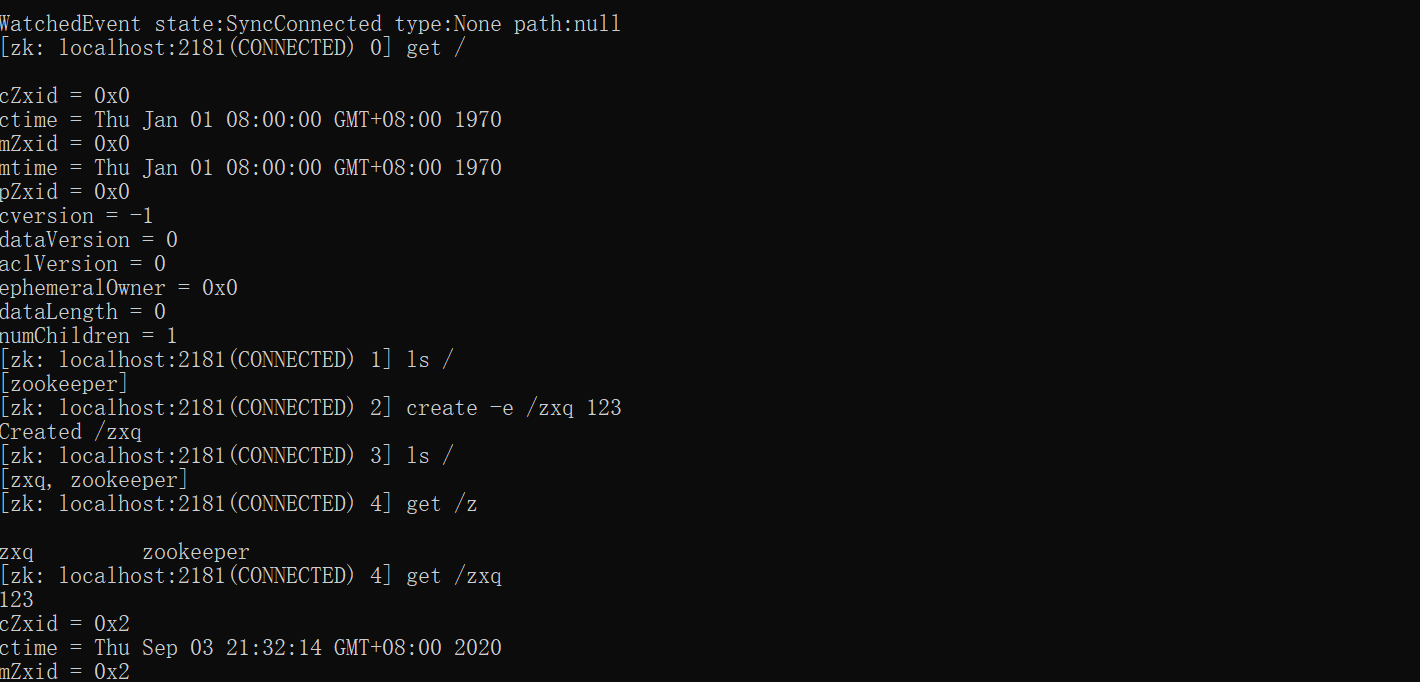 WatchedEvent state:SyncConnected type:None path:null
[zk: localhost:2181(CONNECTED) 0] get /
cZxid = 0x0
ctime = Thu Jan 01 08:00:00 GMT+08:00 1970
mZxid = 0x0
mtime = Thu Jan 01 08:00:00 GMT+08:00 1970
pZxid = 0x0
cversion = -1
dataVersion = 0
aclVersion = 0
ephemeralOwner = 0x0
dataLength = 0
numChildren = 1
[zk: localhost:2181(CONNECTED) 1] ls /
[zookeeper]
[zk: localhost:2181(CONNECTED) 2] create -e /zxq 123
Created /zxq
[zk: localhost:2181(CONNECTED) 3] ls /
[zxq, zookeeper]
[zk: localhost:2181(CONNECTED) 4] get /z
zxq         zookeeper
[zk: localhost:2181(CONNECTED) 4] get /zxq
123
cZxid = 0x2
ctime = Thu Sep 03 21:32:14 GMT+08:00 2020
mZxid = 0x2